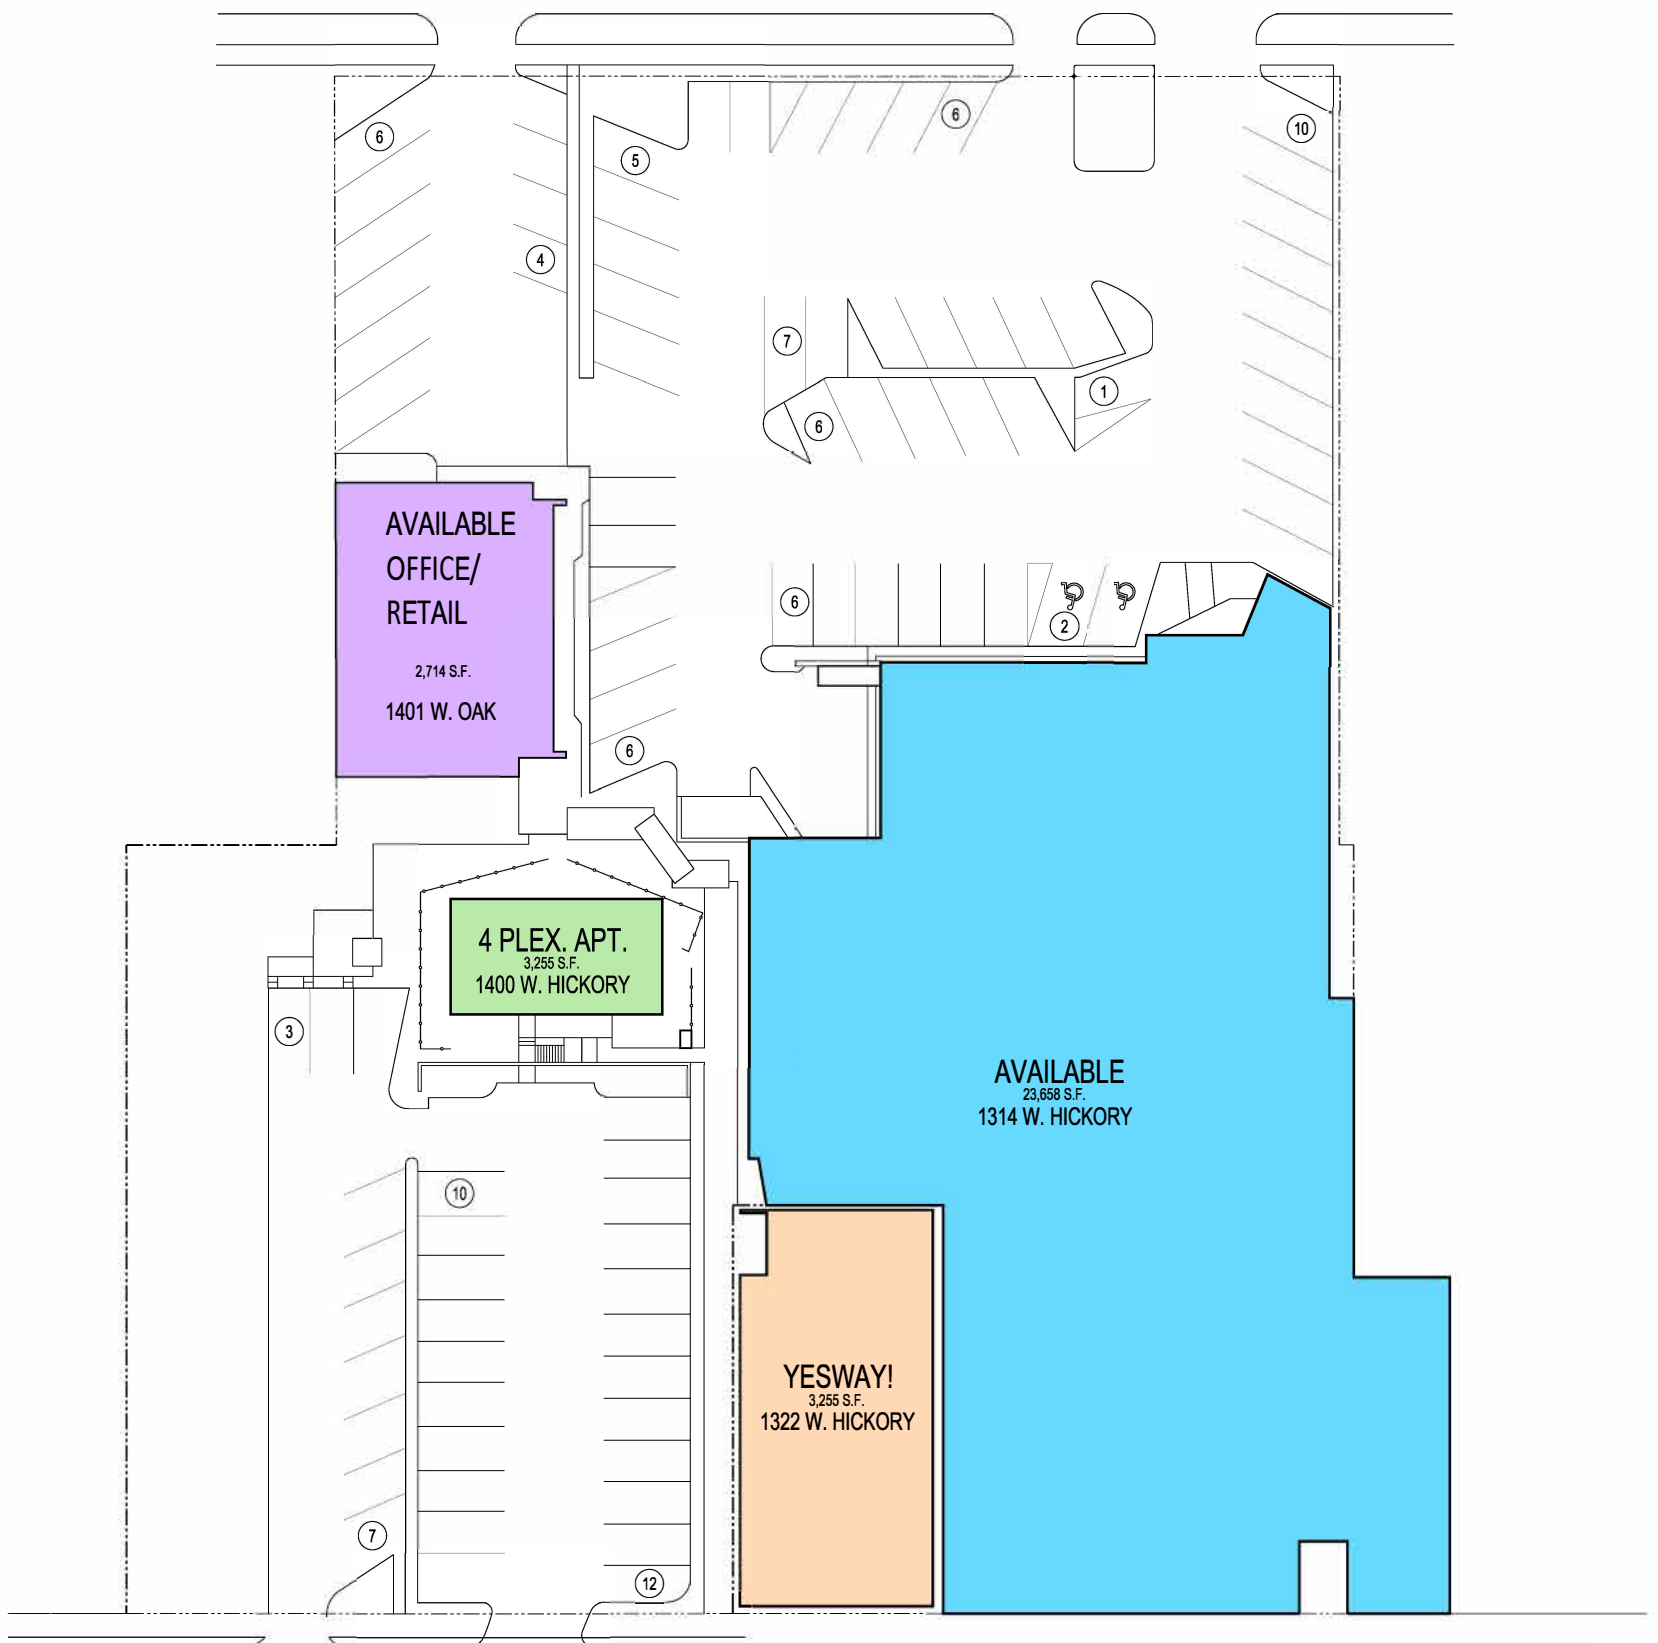 6
10
6
5
4
7
1
6
AVAILABLE
OFFICE/
RETAIL
2,714 S.F.
1401 W. OAK
6
2
6
4 PLEX. APT.
3,255 S.F.
1400 W. HICKORY
3
AVAILABLE
23,658 S.F.
1314 W. HICKORY
10
YESWAY!
3,255 S.F.
1322 W. HICKORY
7
12